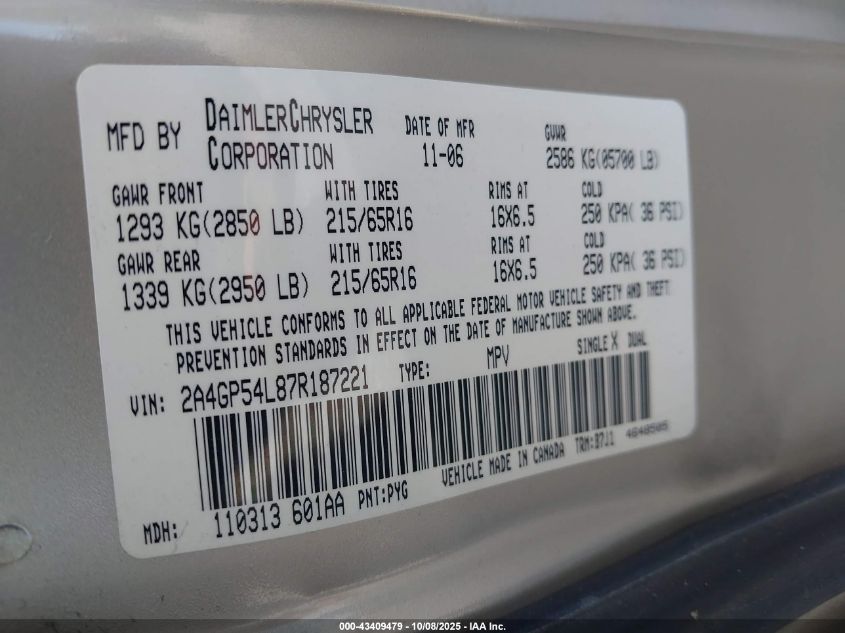 MFD BY DAIMLERCHRYSLER CORPORATION DATE OF MFR 11-06 GVWR 2586 KG(05700 LB)
GAWR FRONT WITH TIRES RIMS AT COLD
1293 KG(2850 LB) 215/65R16 16X6.5 250 KPA( 36 PSI)
GAWR REAR WITH TIRES RIMS AT COLD
1339 KG(2950 LB) 215/65R16 16X6.5 250 KPA( 36 PSI)
THIS VEHICLE CONFORMS TO ALL APPLICABLE FEDERAL MOTOR VEHICLE SAFETY AND THEFT
PREVENTION STANDARDS IN EFFECT ON THE DATE OF MANUFACTURE SHOWN ABOVE.
VIN: 2A4GP54L87R187221 TYPE: MPV SINGLE X DUAL
MDH: 110313 601AA PNT:PYG VEHICLE MADE IN CANADA TRM:B7J1 4648505
000-43409479 - 10/08/2025 - IAA Inc.